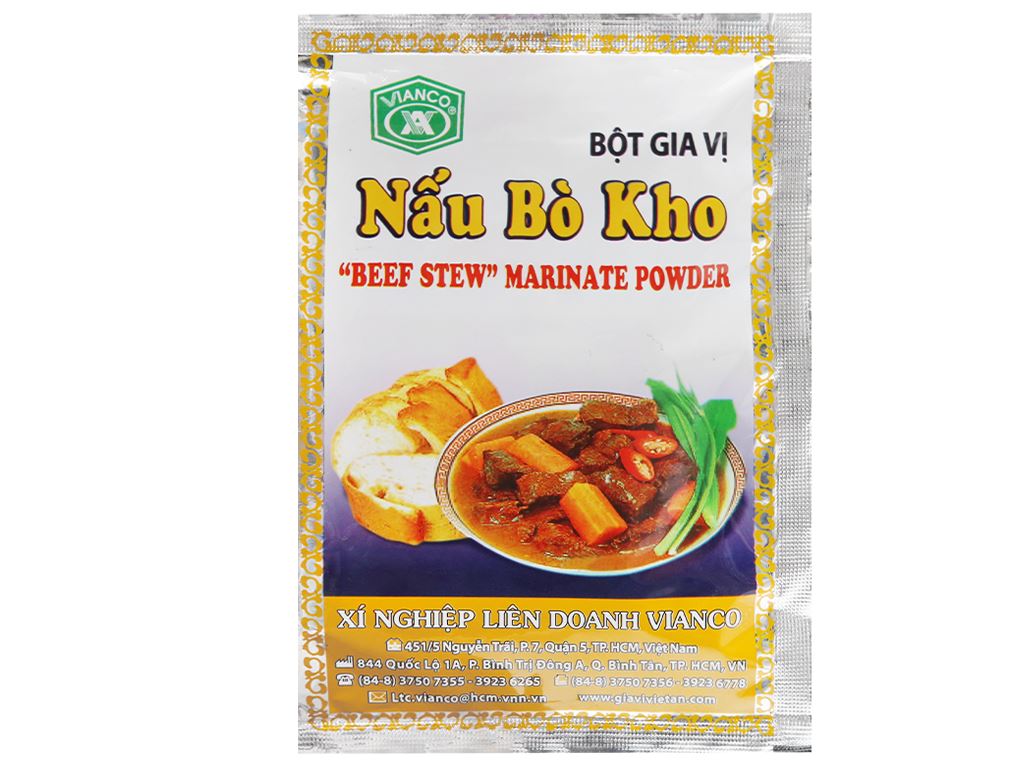 VIANCO
®
BỘT GIA VỊ
Nấu Bò Kho
“BEEF STEW” MARINATE POWDER
XÍ NGHIỆP LIÊN DOANH VIANCO
451/5 Nguyễn Trãi, P. 7, Quận 5, TP. HCM, Việt Nam
844 Quốc Lộ 1A, P. Bình Trị Đông A, Q. Bình Tân, TP. HCM, VN
(84-8) 3750 7355 - 3923 6265 (84-8) 3750 7356 - 3923 6778
Ltc.vianco@hcm.vnn.vn www.giavivietan.com